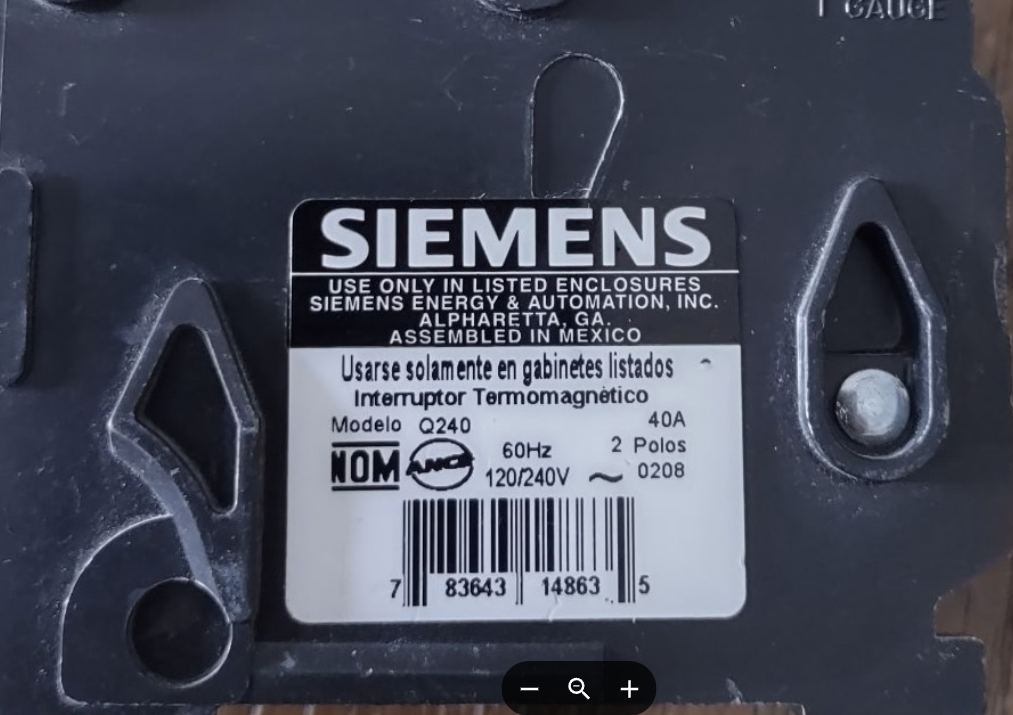 1 GAUGE
SIEMENS
USE ONLY IN LISTED ENCLOSURES
SIEMENS ENERGY & AUTOMATION, INC.
ALPHARETTA, GA.
ASSEMBLED IN MEXICO
Usarse solamente en gabinetes listados
Interruptor Termomagnètico
Modelo Q240 40A
NOM ANCE 60Hz 2 Polos
120/240V ~ 0208
7 83643 14863 5